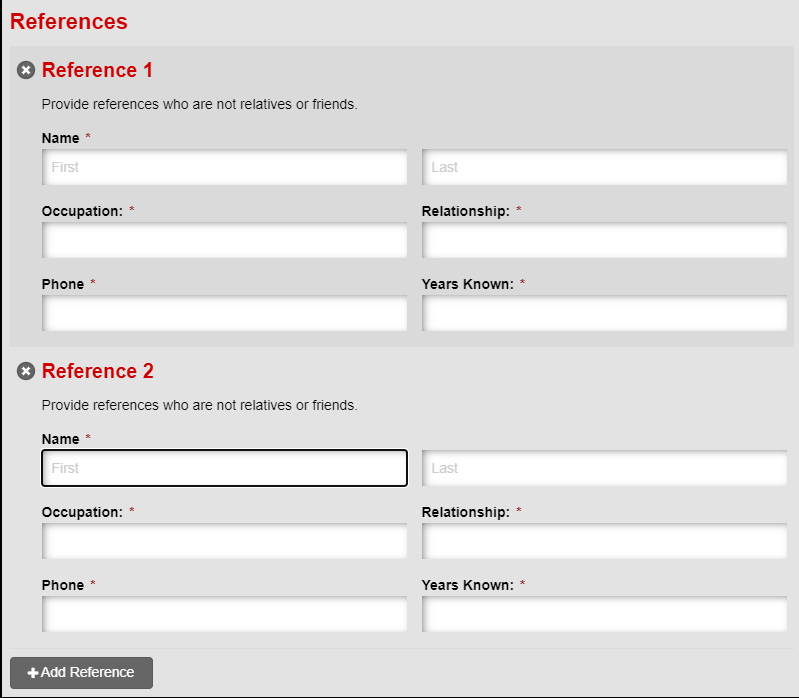 References
Reference 1
Provide references who are not relatives or friends.
Name *
First Last
Occupation: * Relationship: *
Phone * Years Known: *
Reference 2
Provide references who are not relatives or friends.
Name *
First Last
Occupation: * Relationship: *
Phone * Years Known: *
Add Reference